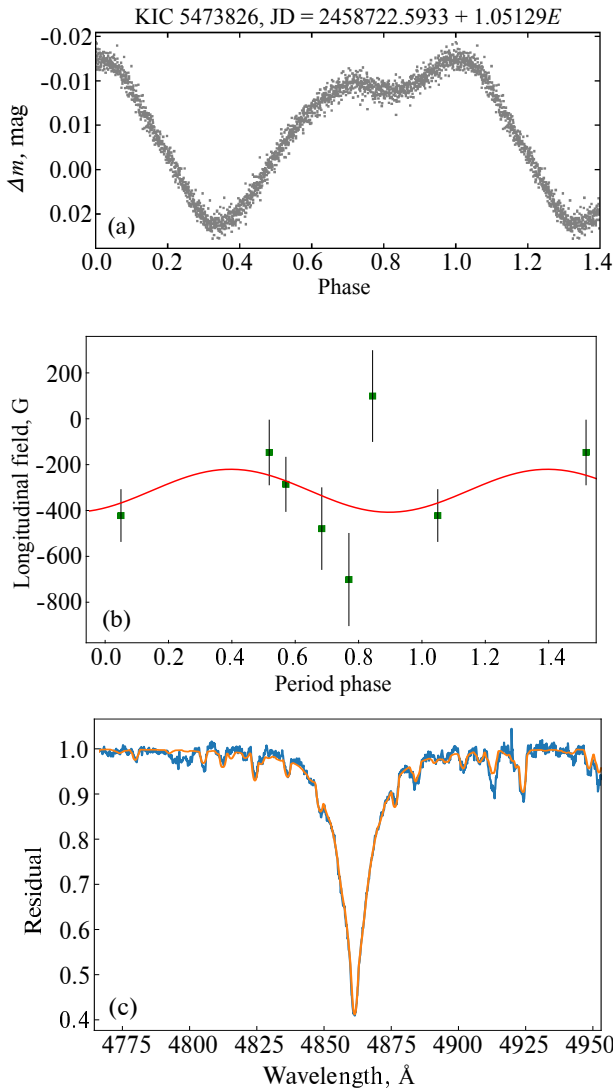 KIC 5473826, JD = 2458722.5933 + 1.05129E
-0.02
-0.01
0.01
0.00
0.02
Δm, mag
(a)
0.0 0.2 0.4 0.6 0.8 1.0 1.2 1.4
Phase
200
0
-200
-400
-600
-800
Longitudinal field, G
(b)
0.0 0.2 0.4 0.6 0.8 1.0 1.2 1.4
Period phase
1.0
0.9
0.8
0.7
0.6
0.5
0.4
Residual
(c)
4775 4800 4825 4850 4875 4900 4925 4950
Wavelength, Å